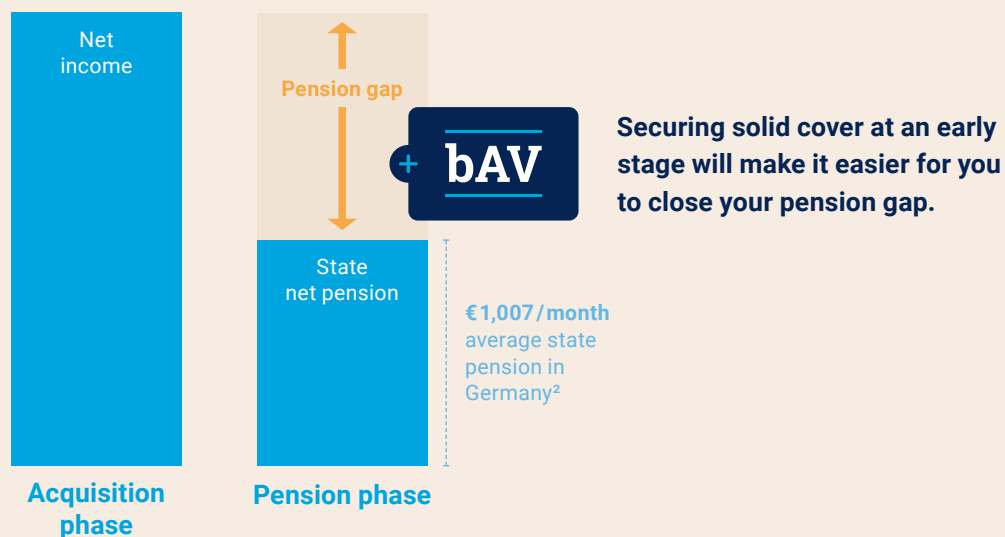 Net
income
Pension gap
+
bAV
Securing solid cover at an early
stage will make it easier for you
to close your pension gap.
State
net pension
€1,007/month
average state
pension in
Germany²
Acquisition
phase
Pension phase